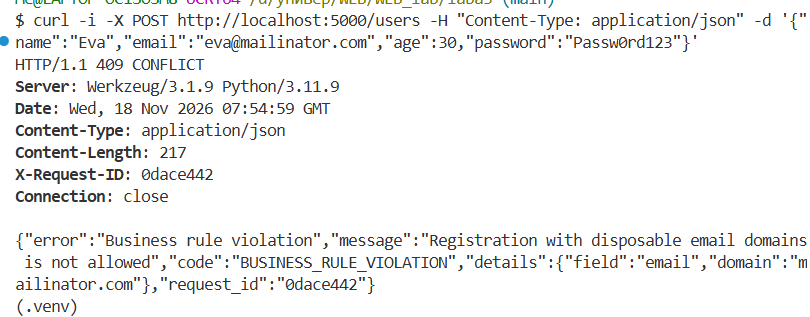 $ curl -i -X POST http://localhost:5000/users -H "Content-Type: application/json" -d '{"
name":"Eva","email":"eva@mailinator.com","age":30,"password":"Passw0rd123"}'
HTTP/1.1 409 CONFLICT
Server: Werkzeug/3.1.9 Python/3.11.9
Date: Wed, 18 Nov 2026 07:54:59 GMT
Content-Type: application/json
Content-Length: 217
X-Request-ID: 0dace442
Connection: close

{"error":"Business rule violation","message":"Registration with disposable email domains
 is not allowed","code":"BUSINESS_RULE_VIOLATION","details":{"field":"email","domain":"m
ailinator.com"},"request_id":"0dace442"}
(.venv)